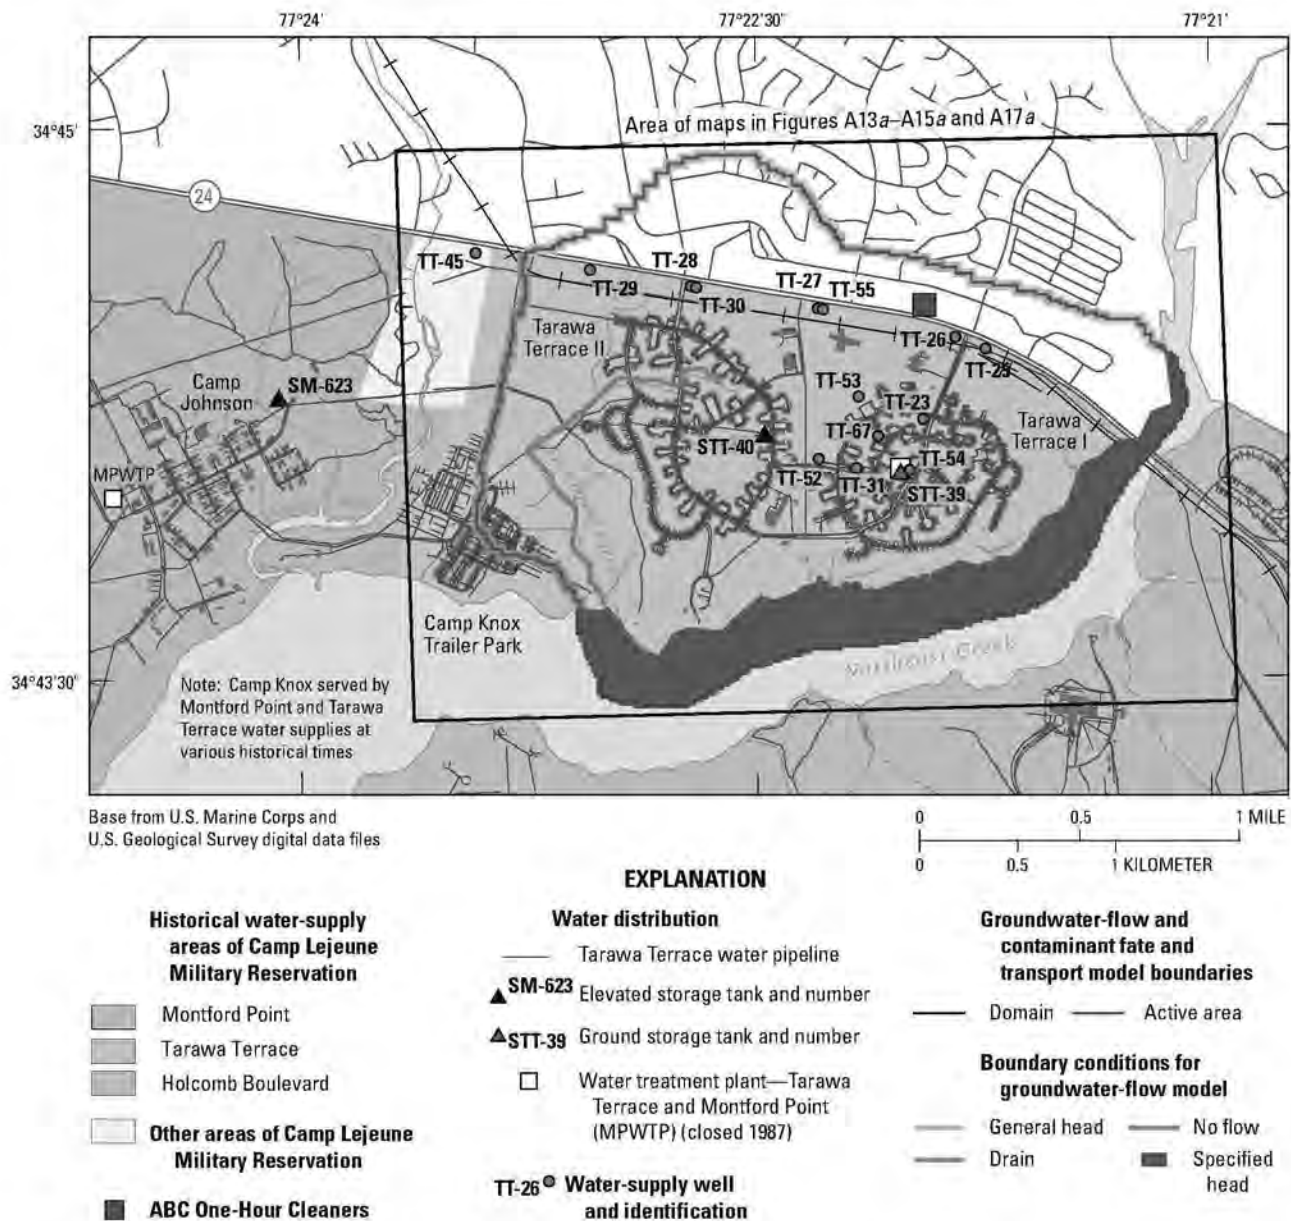 77°24′
77°22′30″
77°21′
34°45′
Area of maps in Figures A13a–A15a and A17a
24
TT-45
TT-28
TT-29
TT-30
TT-27
TT-55
TT-26
TT-25
Tarawa
Terrace II
TT-53
TT-23
TT-67
Tarawa
Terrace I
Camp
Johnson
SM-623
STT-40
TT-52
TT-31
TT-54
STT-39
MPWTP
Camp Knox
Trailer Park
Northeast Creek
34°43′30″
Note: Camp Knox served by
Montford Point and Tarawa
Terrace water supplies at
various historical times
Base from U.S. Marine Corps and
U.S. Geological Survey digital data files
0 0.5 1 MILE
0 0.5 1 KILOMETER
EXPLANATION
Historical water-supply
areas of Camp Lejeune
Military Reservation
Montford Point
Tarawa Terrace
Holcomb Boulevard
Other areas of Camp Lejeune
Military Reservation
ABC One-Hour Cleaners
Water distribution
Tarawa Terrace water pipeline
SM-623 Elevated storage tank and number
STT-39 Ground storage tank and number
Water treatment plant—Tarawa
Terrace and Montford Point
(MPWTP) (closed 1987)
TT-26 Water-supply well
and identification
Groundwater-flow and
contaminant fate and
transport model boundaries
Domain Active area
Boundary conditions for
groundwater-flow model
General head No flow
Drain Specified
head